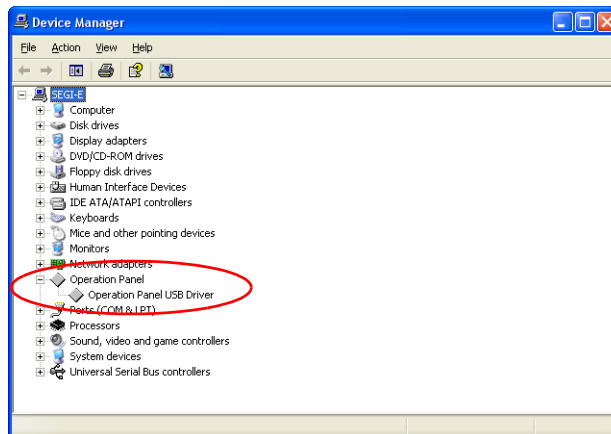 Device Manager
File Action View Help
SEGI-E
Computer
Disk drives
Display adapters
DVD/CD-ROM drives
Floppy disk drives
Human Interface Devices
IDE ATA/ATAPI controllers
Keyboards
Mice and other pointing devices
Monitors
Network adapters
Operation Panel
Operation Panel USB Driver
Ports (COM & LPT)
Processors
Sound, video and game controllers
System devices
Universal Serial Bus controllers